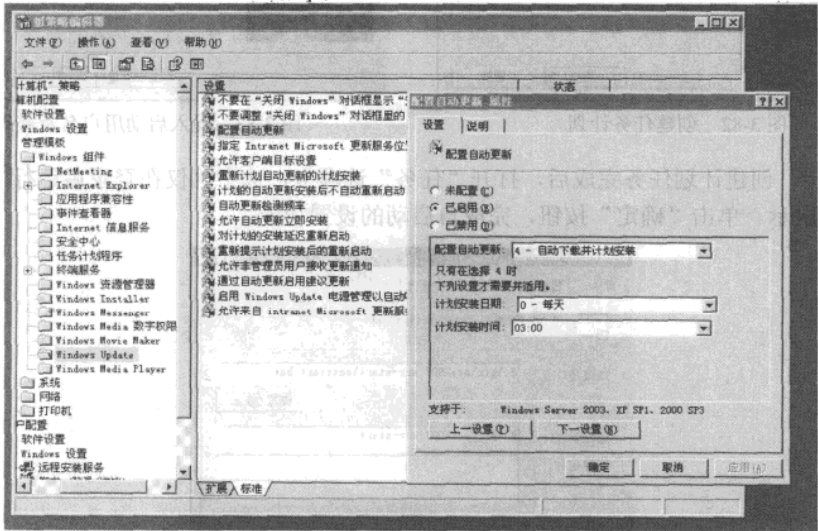 组策略编辑器
文件(F) 操作(A) 查看(V) 帮助(H)
计算机" 策略
算机配置
软件设置
Windows 设置
管理模板
Windows 组件
NetMeeting
Internet Explorer
应用程序兼容性
事件查看器
Internet 信息服务
安全中心
任务计划程序
终端服务
Windows 资源管理器
Windows Installer
Windows Messenger
Windows Media 数字权限
Windows Movie Maker
Windows Update
Windows Media Player
系统
网络
打印机
户配置
软件设置
Windows 设置
远程安装服务
设置 状态
不要在 "关闭 Windows" 对话框显示 "
不要调整 "关闭 Windows" 对话框里的
配置自动更新
指定 Intranet Microsoft 更新服务位
允许客户端目标设置
重新计划自动更新的计划安装
计划的自动更新安装后不自动重新启动
自动更新检测频率
允许自动更新立即安装
对计划的安装延迟重新启动
重新提示计划安装后的重新启动
允许非管理员用户接收更新通知
通过自动更新启用建议更新
启用 Windows Update 电源管理以自动
允许来自 intranet Microsoft 更新服
扩展 标准
配置自动更新 属性
设置 说明
配置自动更新
未配置(C)
已启用(E)
已禁用(D)
配置自动更新: 4 - 自动下载并计划安装
只有在选择 4 时
下列设置才需要并适用。
计划安装日期: 0 - 每天
计划安装时间: 03:00
支持于: Windows Server 2003、XP SP1、2000 SP3
上一设置(P) 下一设置(N)
确定 取消 应用(A)